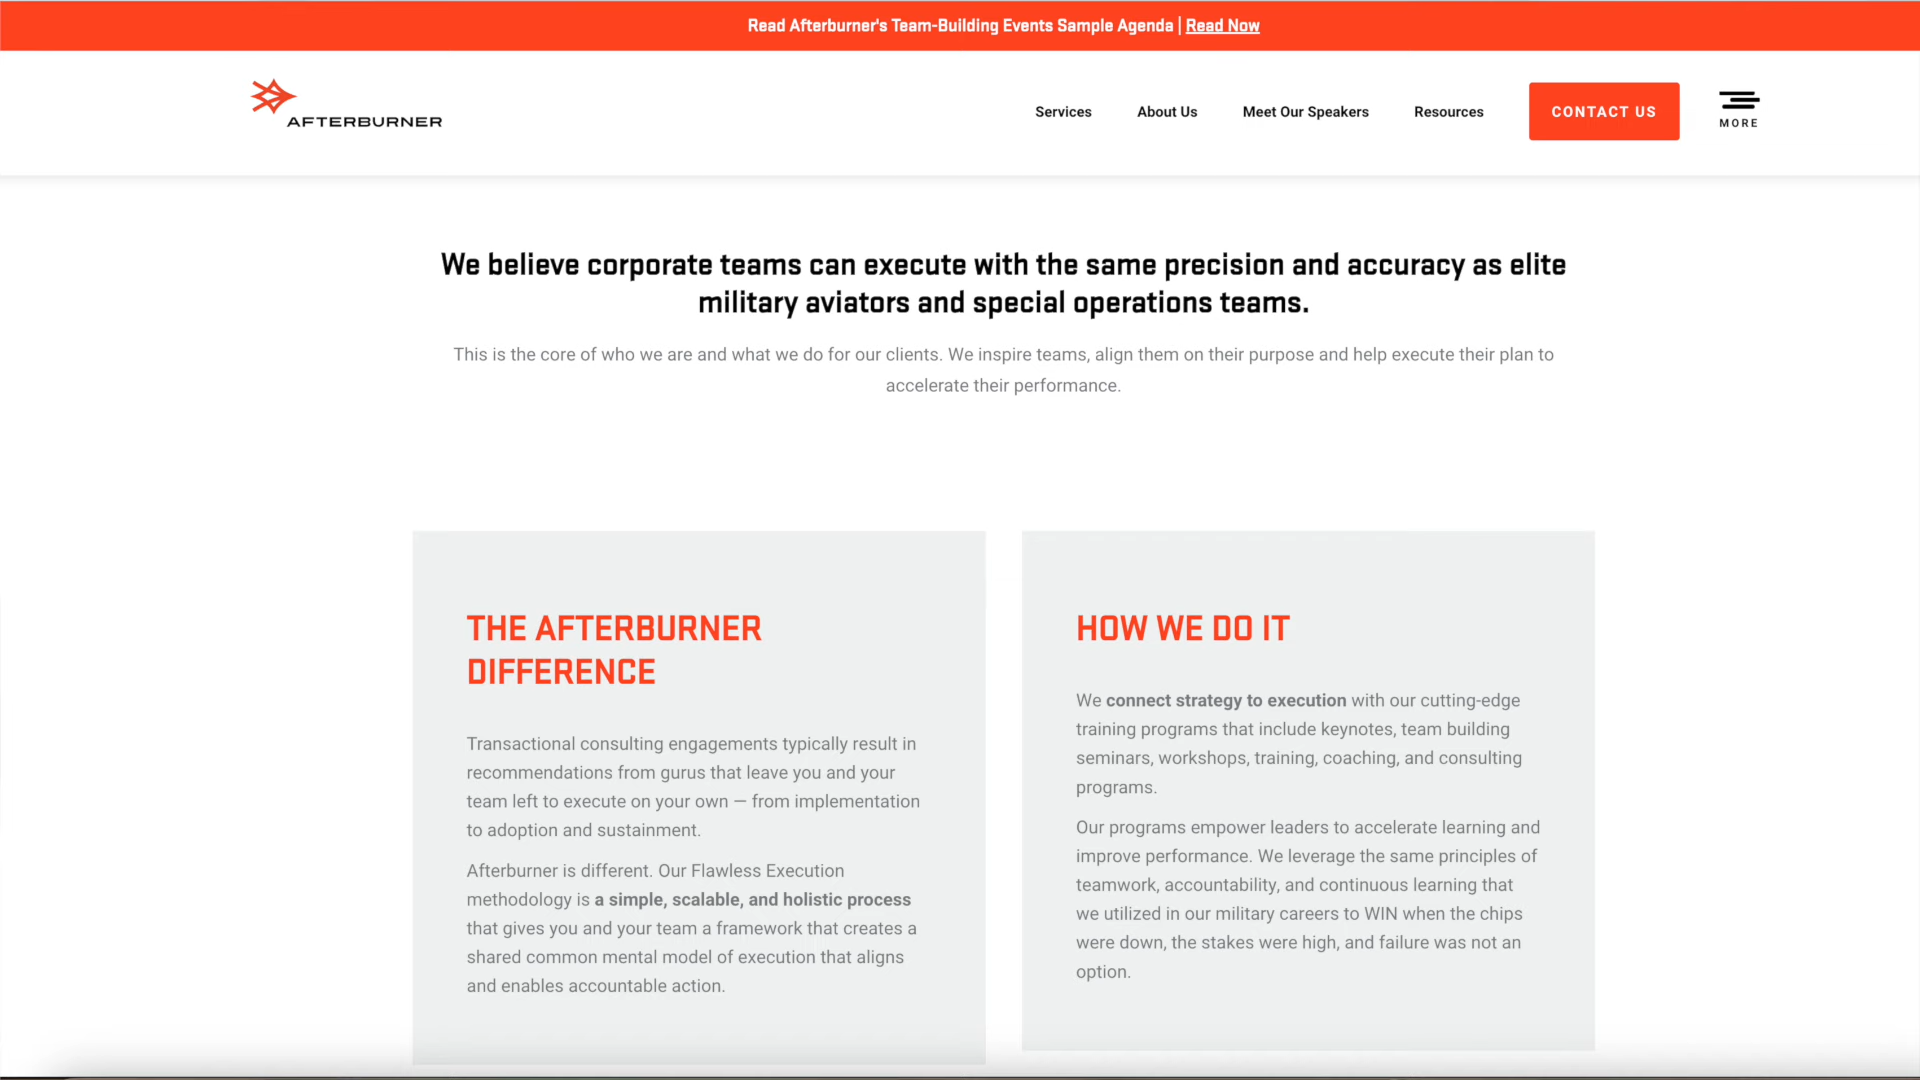 Read Afterburner's Team-Building Events Sample Agenda | Read Now
AFTERBURNER
Services
About Us
Meet Our Speakers
Resources
CONTACT US
MORE
We believe corporate teams can execute with the same precision and accuracy as elite
military aviators and special operations teams.
This is the core of who we are and what we do for our clients. We inspire teams, align them on their purpose and help execute their plan to
accelerate their performance.
THE AFTERBURNER
DIFFERENCE
Transactional consulting engagements typically result in
recommendations from gurus that leave you and your
team left to execute on your own — from implementation
to adoption and sustainment.
Afterburner is different. Our Flawless Execution
methodology is a simple, scalable, and holistic process
that gives you and your team a framework that creates a
shared common mental model of execution that aligns
and enables accountable action.
HOW WE DO IT
We connect strategy to execution with our cutting-edge
training programs that include keynotes, team building
seminars, workshops, training, coaching, and consulting
programs.
Our programs empower leaders to accelerate learning and
improve performance. We leverage the same principles of
teamwork, accountability, and continuous learning that
we utilized in our military careers to WIN when the chips
were down, the stakes were high, and failure was not an
option.